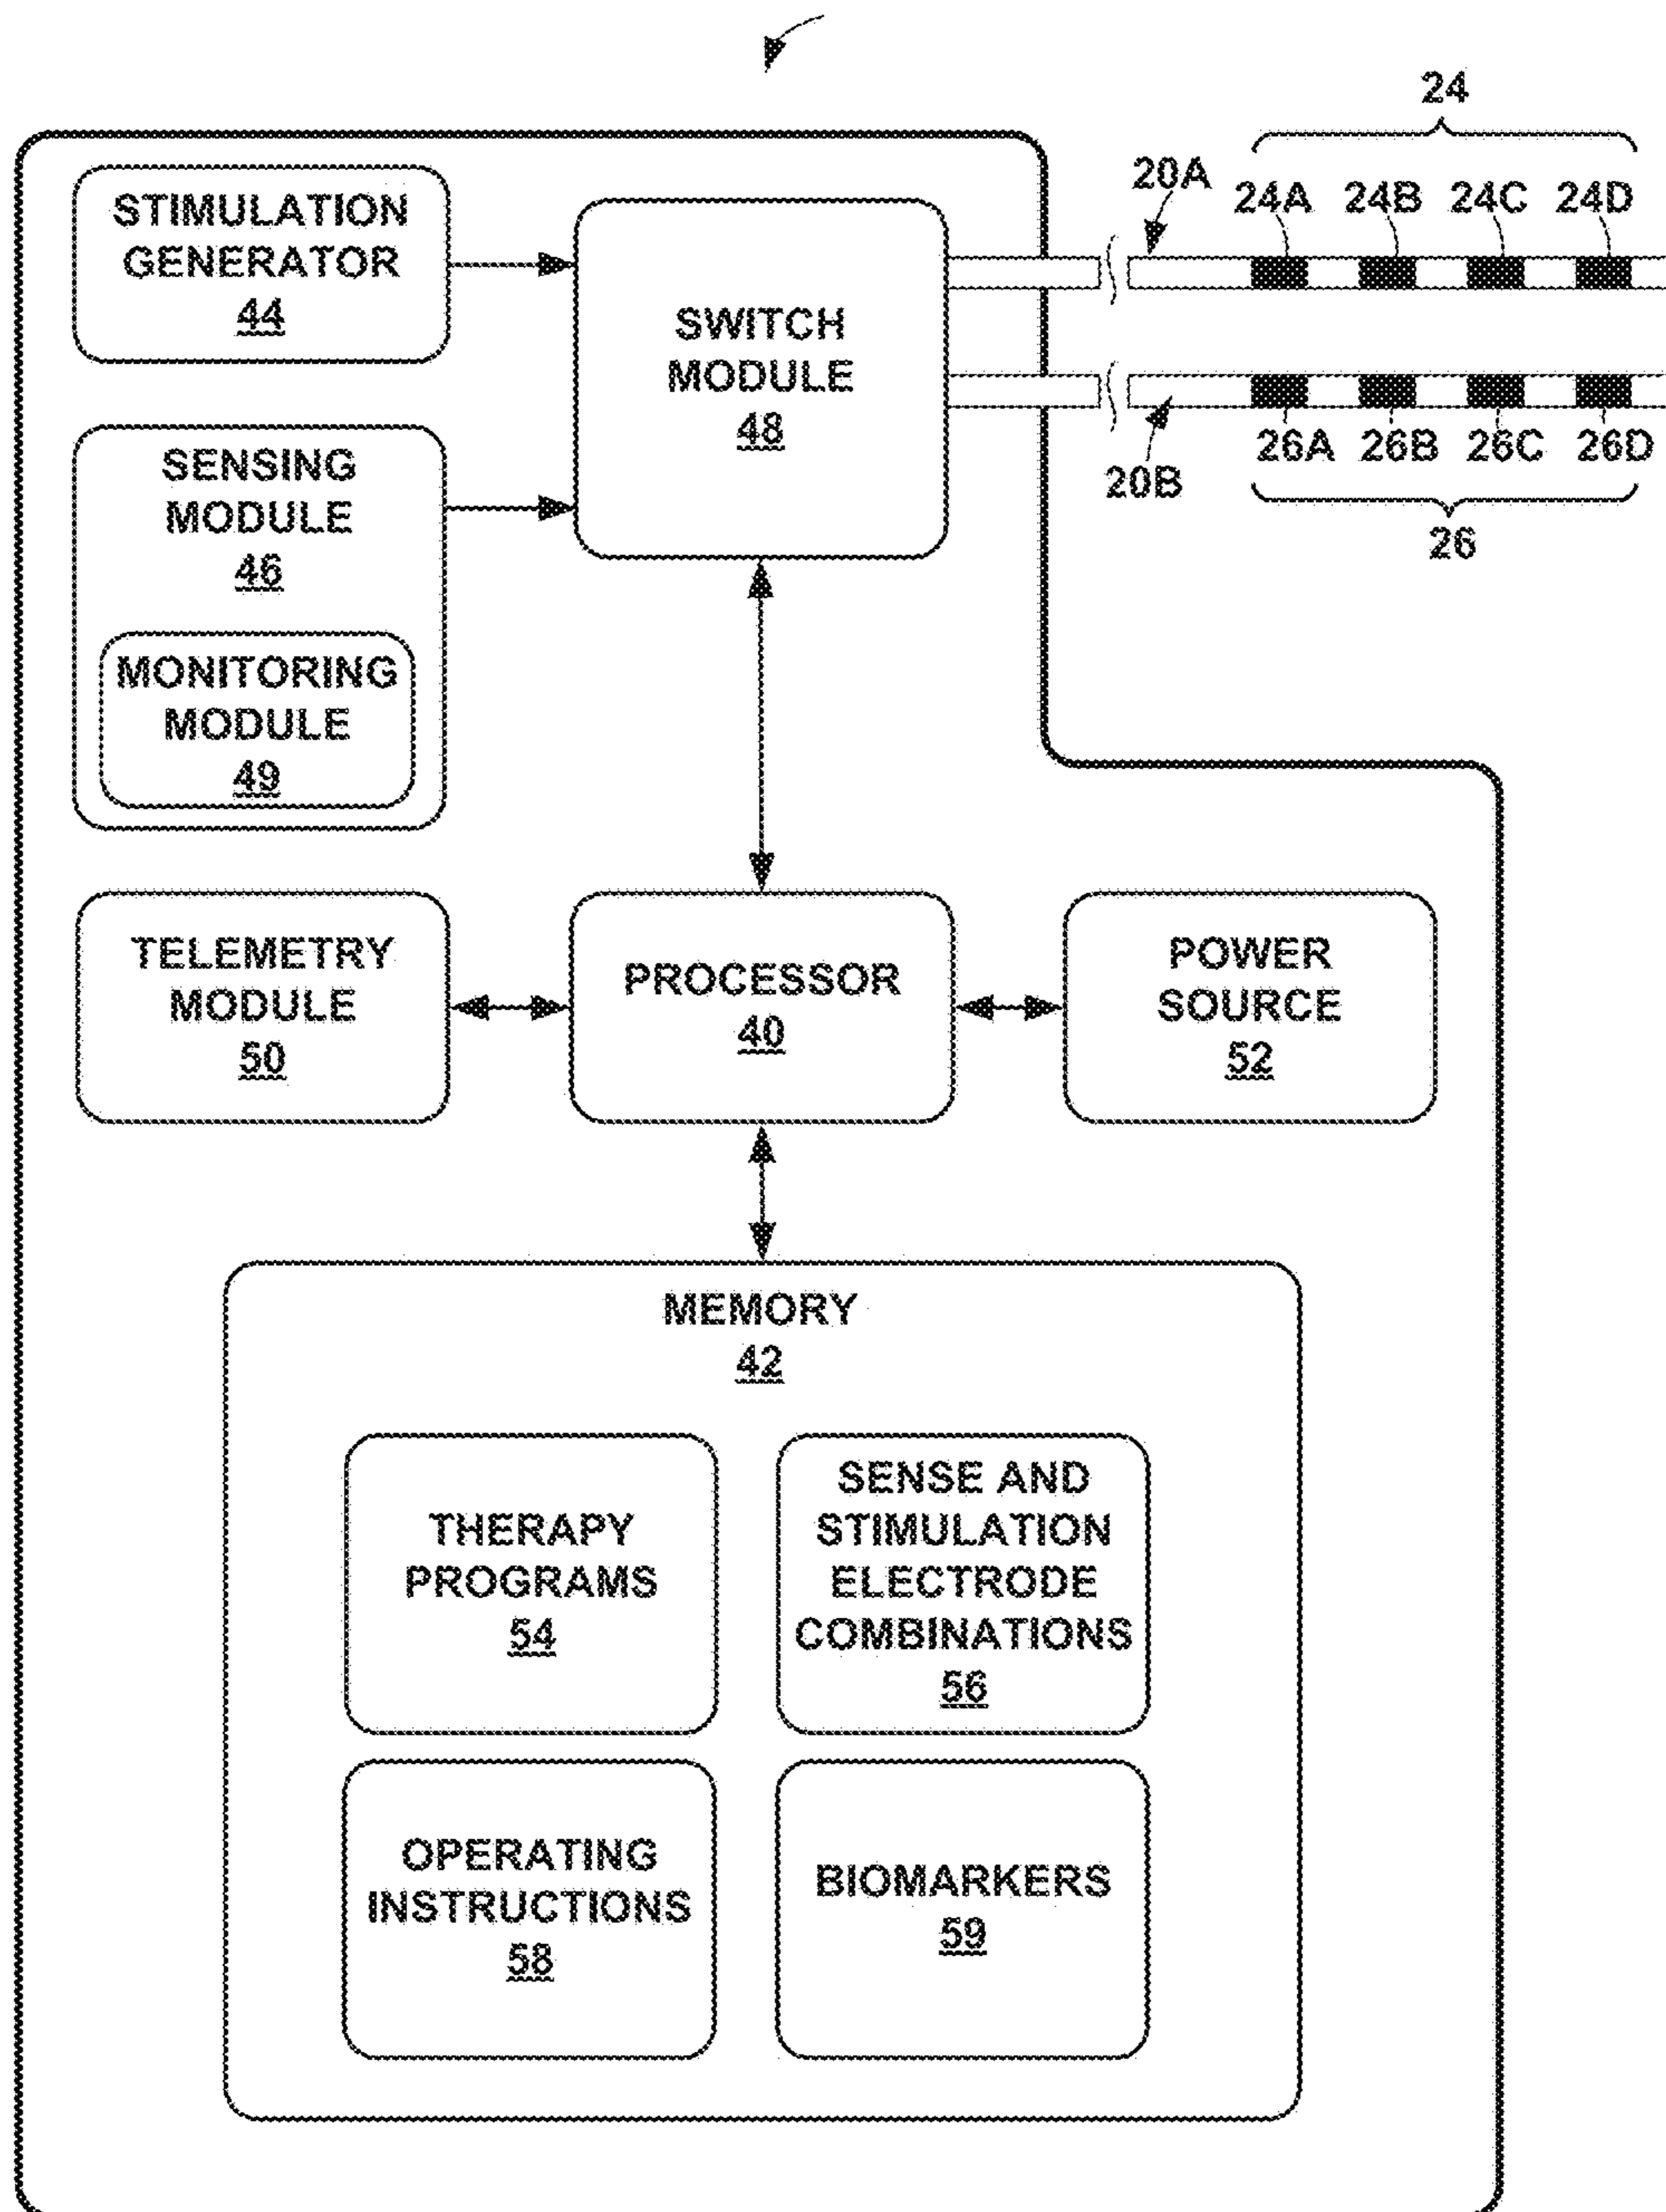 24
20A
24A 24B 24C 24D
STIMULATION
GENERATOR
44
SWITCH
MODULE
48
26A 26B 26C 26D
20B
26
SENSING
MODULE
46
MONITORING
MODULE
49
TELEMETRY
MODULE
50
PROCESSOR
40
POWER
SOURCE
52
MEMORY
42
THERAPY
PROGRAMS
54
SENSE AND
STIMULATION
ELECTRODE
COMBINATIONS
56
OPERATING
INSTRUCTIONS
58
BIOMARKERS
59